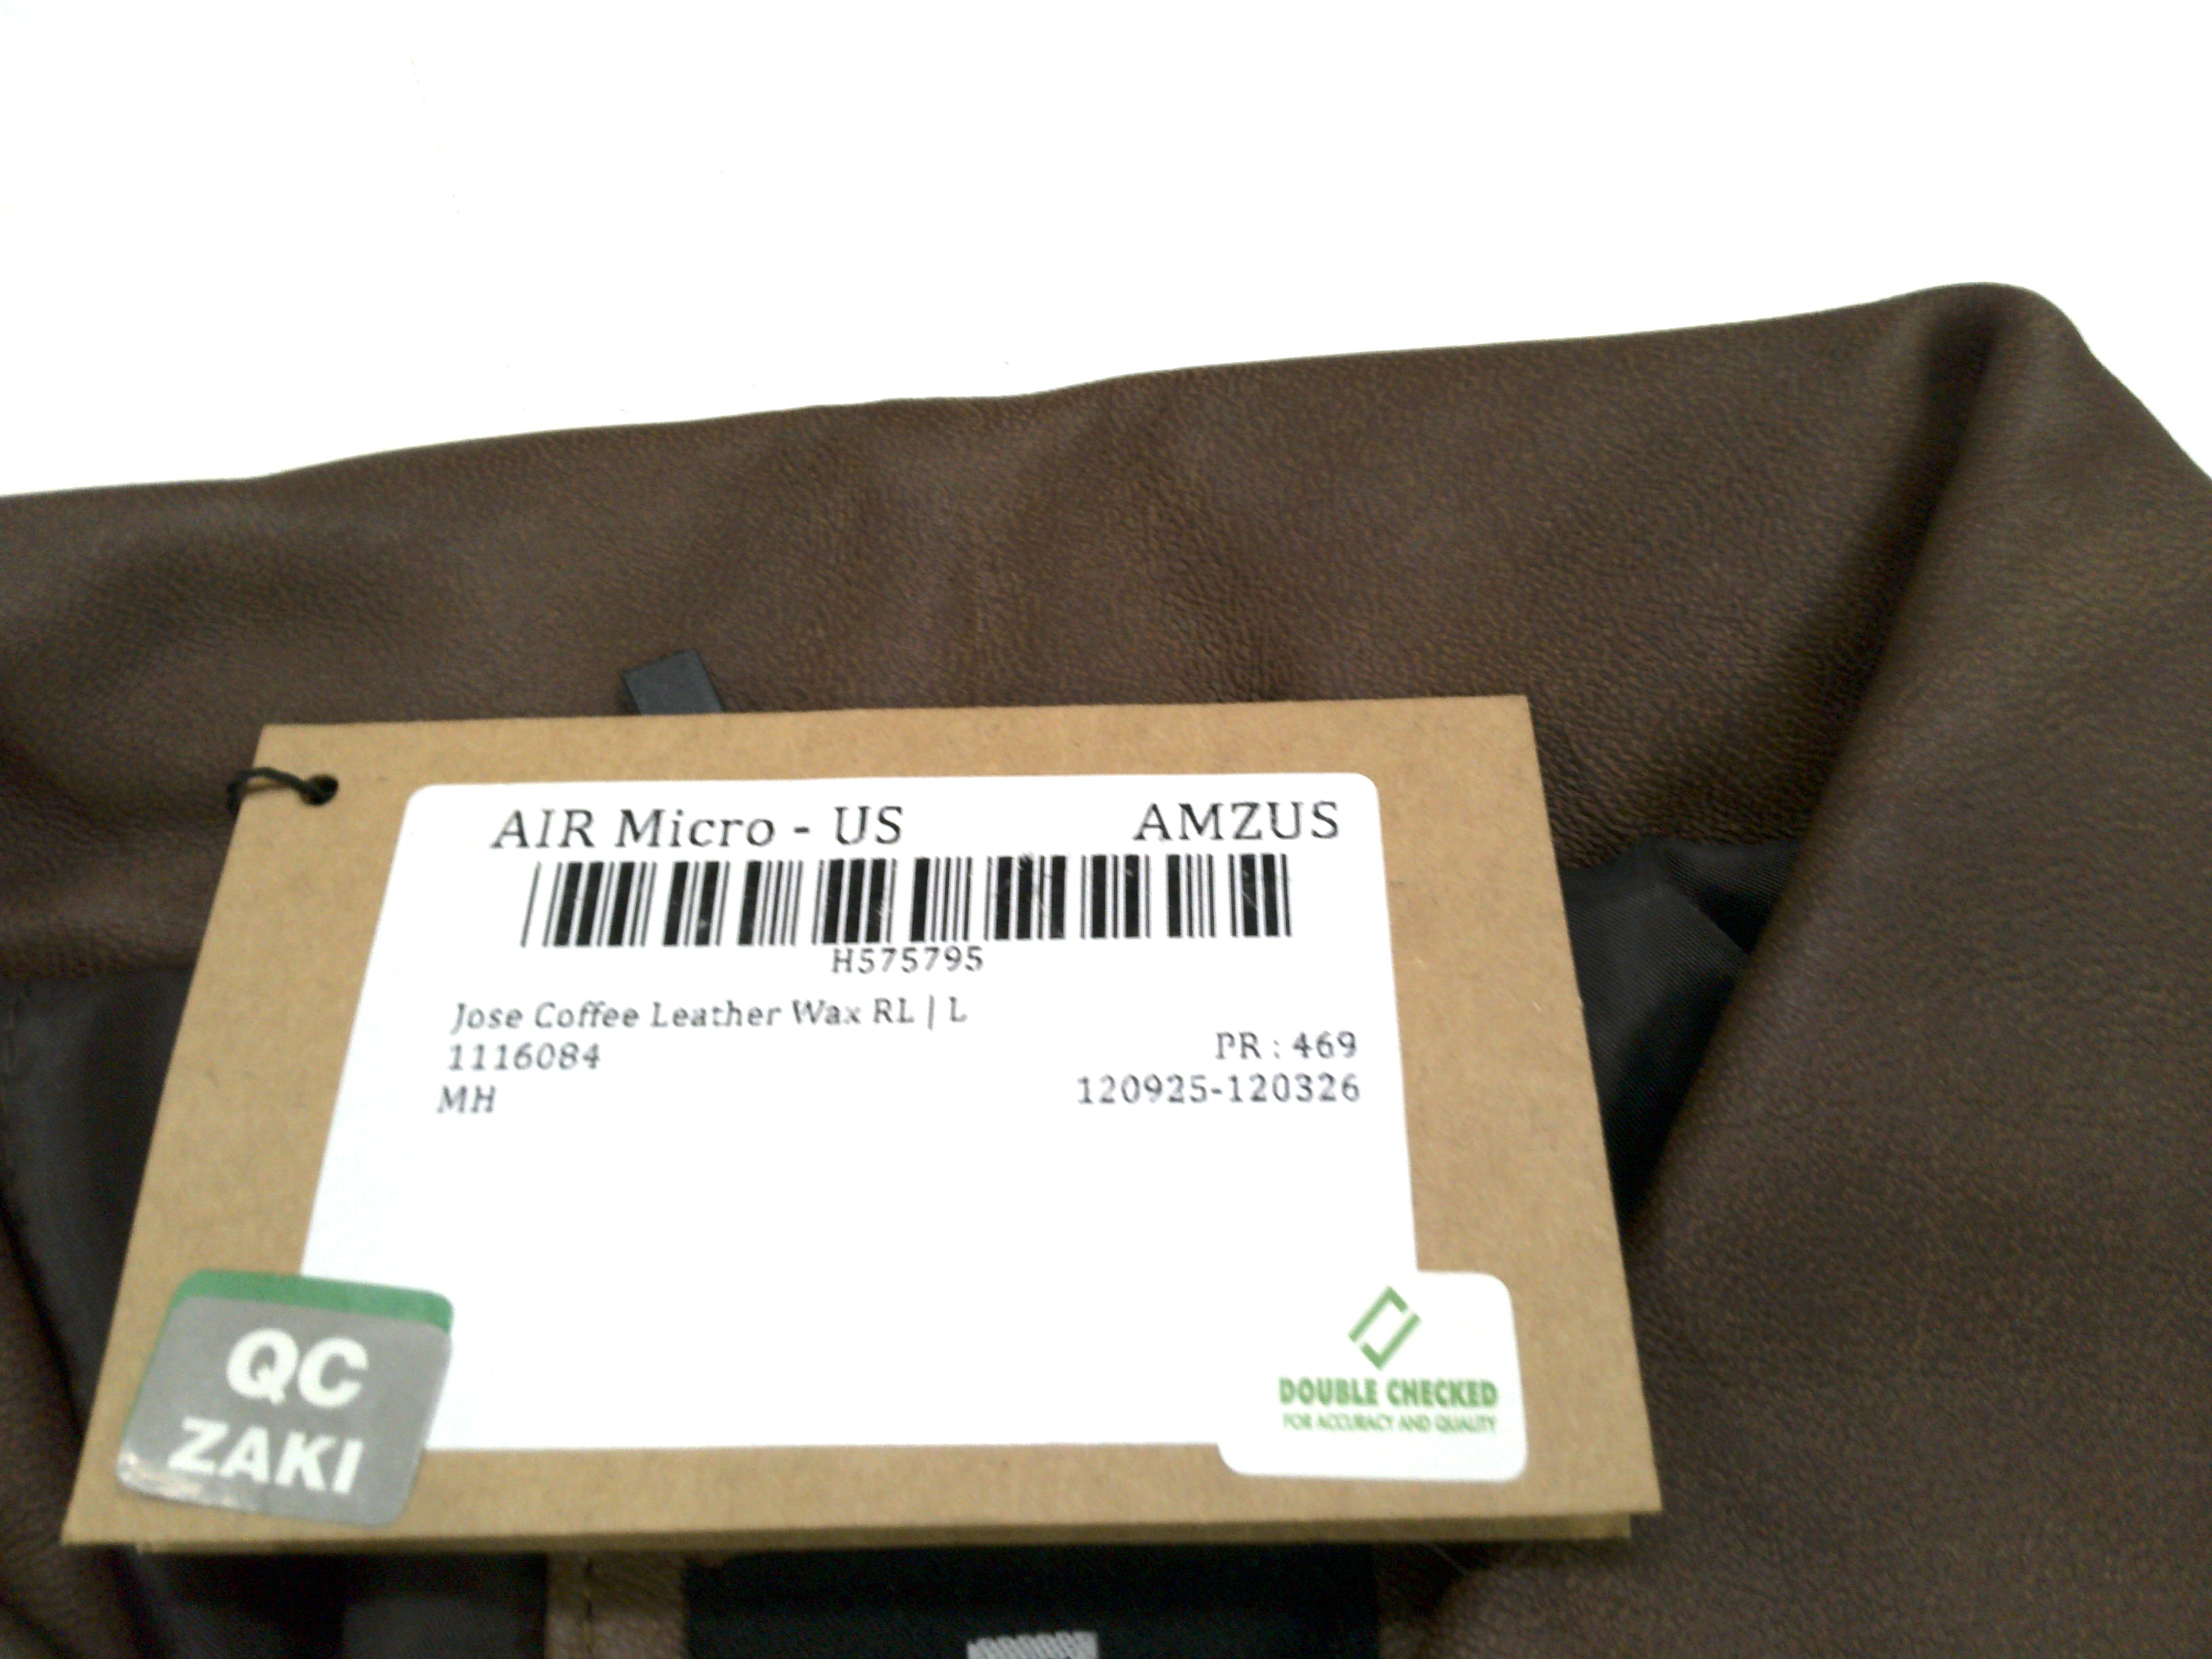 AIR Micro - US AMZUS
H575795
Jose Coffee Leather Wax RL | L
1116084 PR : 469
MH 120925-120326
QC
ZAKI
DOUBLE CHECKED
FOR ACCURACY AND QUALITY